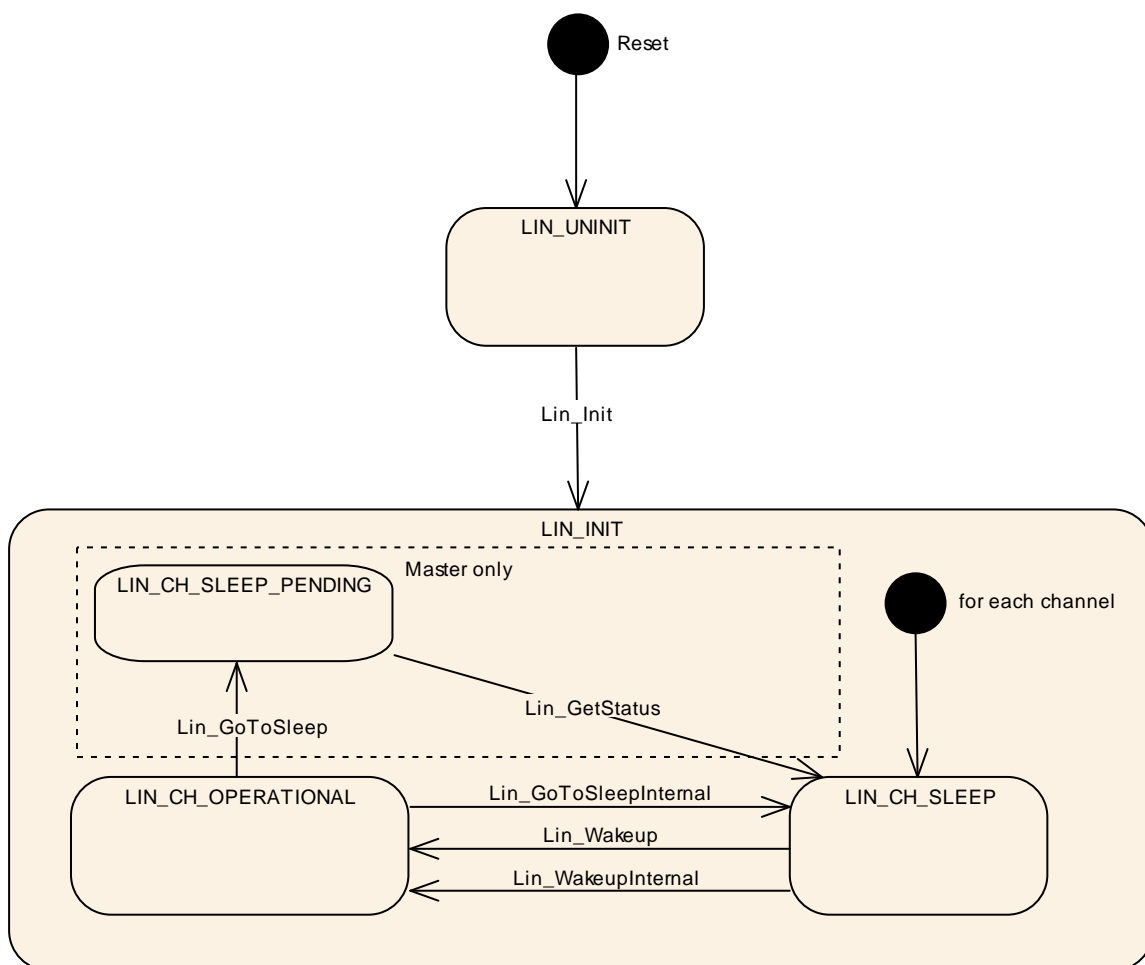 Reset
LIN_UNINIT
Lin_Init
LIN_INIT
Master only
LIN_CH_SLEEP_PENDING
for each channel
Lin_GetStatus
Lin_GoToSleep
LIN_CH_OPERATIONAL
Lin_GoToSleepInternal
LIN_CH_SLEEP
Lin_Wakeup
Lin_WakeupInternal